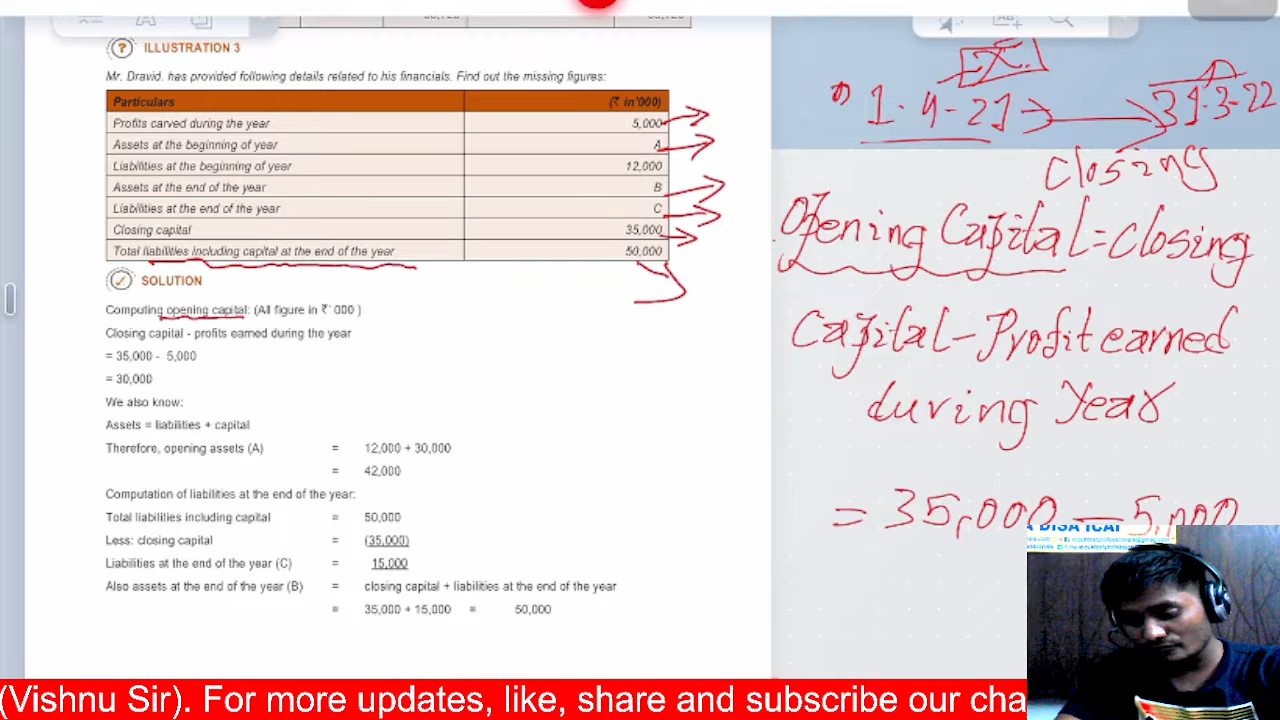 ILLUSTRATION 3
Mr. Dravid. has provided following details related to his financials. Find out the missing figures:
Particulars (₹ in'000)
Profits carved during the year 5,000
Assets at the beginning of year A
Liabilities at the beginning of year 12,000
Assets at the end of the year B
Liabilities at the end of the year C
Closing capital 35,000
Total liabilities including capital at the end of the year 50,000
SOLUTION
Computing opening capital: (All figure in ₹' 000 )
Closing capital - profits earned during the year
= 35,000 - 5,000
= 30,000
We also know:
Assets = liabilities + capital
Therefore, opening assets (A) = 12,000 + 30,000
= 42,000
Computation of liabilities at the end of the year:
Total liabilities including capital = 50,000
Less: closing capital = (35,000)
Liabilities at the end of the year (C) = 15,000
Also assets at the end of the year (B) = closing capital + liabilities at the end of the year
= 35,000 + 15,000 = 50,000
EX.1
1-4-21 31-3-22
Closing
Opening Capital = Closing
Capital - Profit earned
during Year
= 35,000 - 5,000
(Vishnu Sir). For more updates, like, share and subscribe our cha